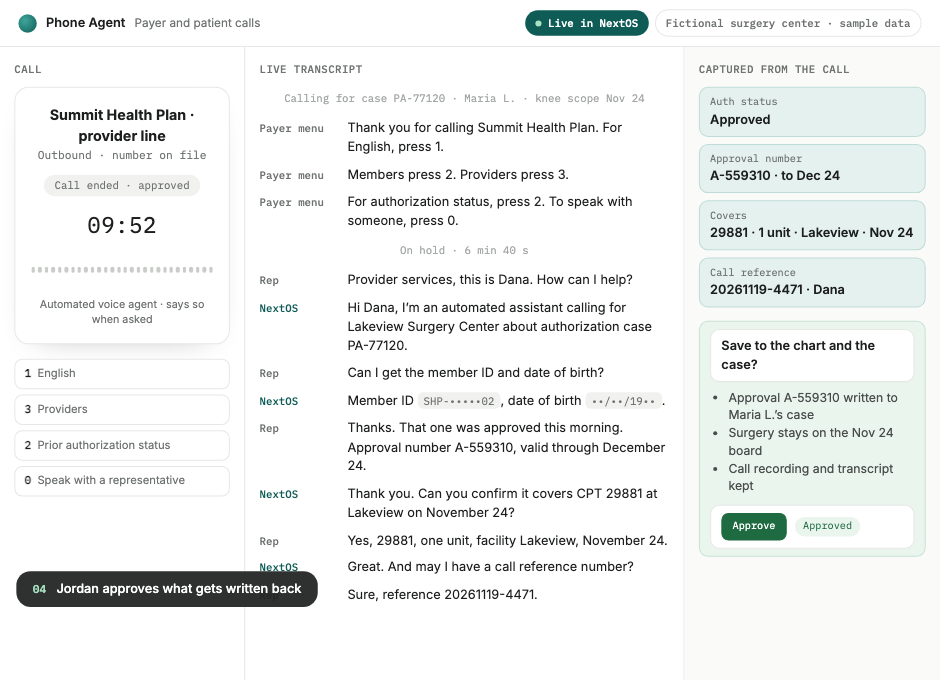 Phone Agent Payer and patient calls
Live in NextOS
Fictional surgery center · sample data
CALL
Summit Health Plan ·
provider line
Outbound · number on file
Call ended · approved
09:52
Automated voice agent · says so
when asked
1 English
3 Providers
2 Prior authorization status
0 Speak with a representative
LIVE TRANSCRIPT
Calling for case PA-77120 · Maria L. · knee scope Nov 24
Payer menu Thank you for calling Summit Health Plan. For
English, press 1.
Payer menu Members press 2. Providers press 3.
Payer menu For authorization status, press 2. To speak with
someone, press 0.
On hold · 6 min 40 s
Rep Provider services, this is Dana. How can I help?
NextOS Hi Dana, I’m an automated assistant calling for
Lakeview Surgery Center about authorization case
PA-77120.
Rep Can I get the member ID and date of birth?
NextOS Member ID SHP-•••••02 , date of birth ••/••/19•• .
Rep Thanks. That one was approved this morning.
Approval number A-559310, valid through December
24.
NextOS Thank you. Can you confirm it covers CPT 29881 at
Lakeview on November 24?
Rep Yes, 29881, one unit, facility Lakeview, November 24.
NextOS Great. And may I have a call reference number?
Sure, reference 20261119-4471.
04 Jordan approves what gets written back
CAPTURED FROM THE CALL
Auth status
Approved
Approval number
A-559310 · to Dec 24
Covers
29881 · 1 unit · Lakeview · Nov 24
Call reference
20261119-4471 · Dana
Save to the chart and the
case?
• Approval A-559310 written to
Maria L.’s case
• Surgery stays on the Nov 24
board
• Call recording and transcript
kept
Approve Approved